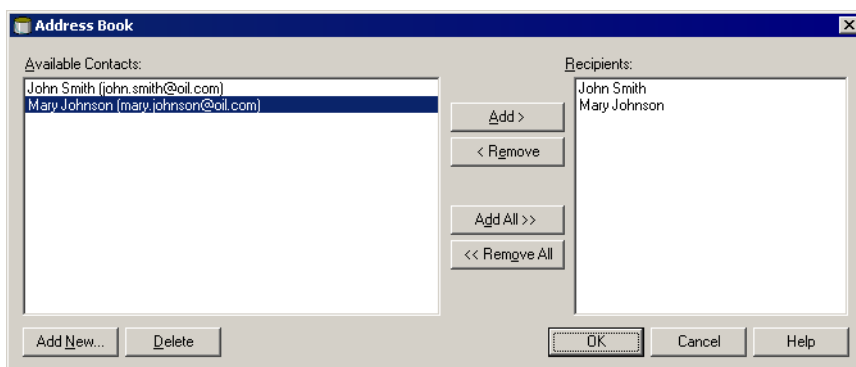 Address Book
Available Contacts:
John Smith (john.smith@oil.com)
Mary Johnson (mary.johnson@oil.com)
Add >
< Remove
Add All >>
<< Remove All
Recipients:
John Smith
Mary Johnson
Add New...
Delete
OK
Cancel
Help